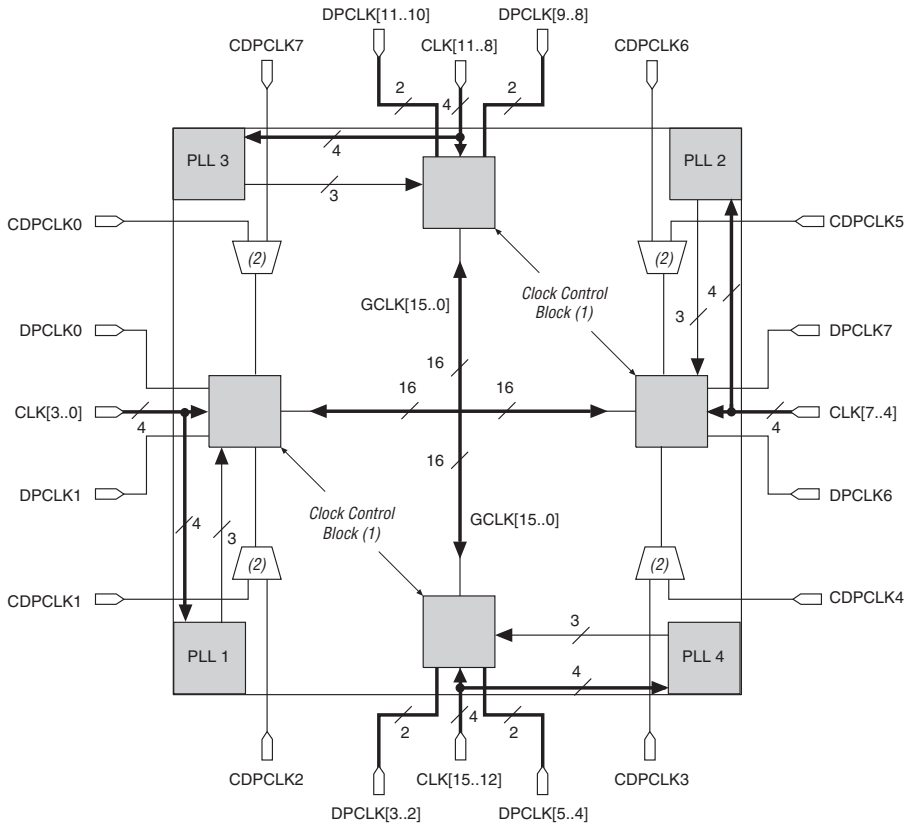 DPCLK[11..10]
DPCLK[9..8]
CDPCLK7
CLK[11..8]
CDPCLK6
2
4
2
4
PLL 3
PLL 2
3
CDPCLK0
CDPCLK5
(2)
(2)
Clock Control
Block (1)
GCLK[15..0]
4
3
DPCLK0
DPCLK7
16
16
16
CLK[3..0]
4
CLK[7..4]
4
16
DPCLK1
DPCLK6
Clock Control
Block (1)
GCLK[15..0]
4
3
(2)
(2)
CDPCLK1
CDPCLK4
3
PLL 1
PLL 4
4
2
4
2
CDPCLK2
CLK[15..12]
CDPCLK3
DPCLK[3..2]
DPCLK[5..4]